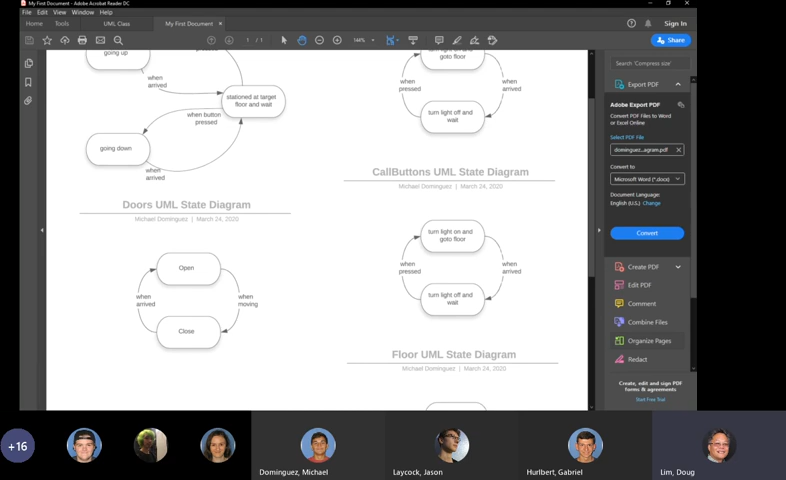 My First Document - Adobe Acrobat Reader DC
File Edit View Window Help
Home Tools UML Class My First Document × Sign In
1 / 1 146% Share
going up
when
arrived
stationed at target
floor and wait
when button
pressed
going down
when
arrived
Doors UML State Diagram
Michael Dominguez | March 24, 2020
Open
when
arrived
when
moving
Close
turn light on and
goto floor
when
pressed
when
arrived
turn light off and
wait
CallButtons UML State Diagram
Michael Dominguez | March 24, 2020
turn light on and
goto floor
when
pressed
when
arrived
turn light off and
wait
Floor UML State Diagram
Michael Dominguez | March 24, 2020
Search 'Compress size'
Export PDF
Adobe Export PDF
Convert PDF Files to Word
or Excel Online
Select PDF File
dominguez...agram.pdf
Convert to
Microsoft Word (*.docx)
Document Language:
English (U.S.) Change
Convert
Create PDF
Edit PDF
Comment
Combine Files
Organize Pages
Redact
Create, edit and sign PDF
forms & agreements
Start Free Trial
+16
Dominguez, Michael
Laycock, Jason
Hurlbert, Gabriel
Lim, Doug